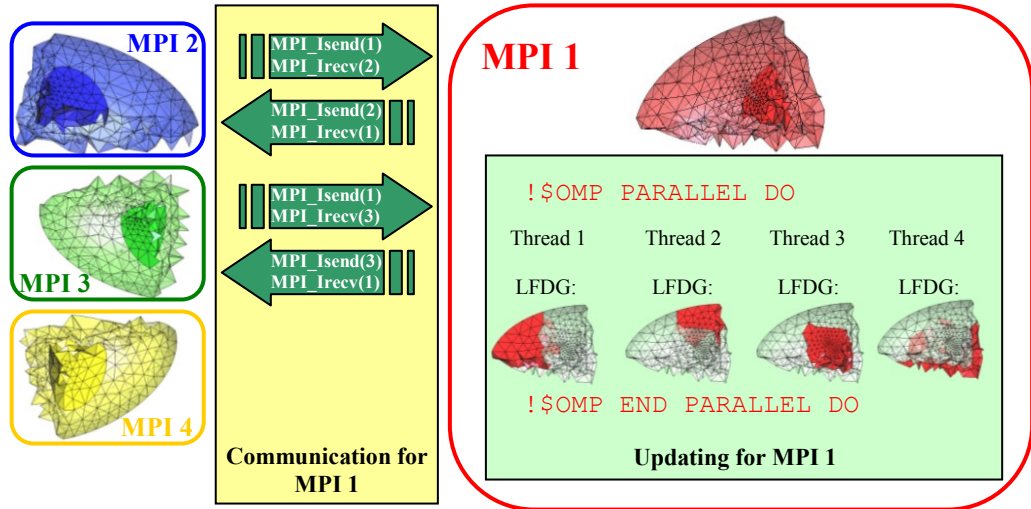 MPI 2
MPI 3
MPI 4
MPI_Isend(1)
MPI_Irecv(2)
MPI_Isend(2)
MPI_Irecv(1)
MPI_Isend(1)
MPI_Irecv(3)
MPI_Isend(3)
MPI_Irecv(1)
Communication for
MPI 1
MPI 1
!$OMP PARALLEL DO
Thread 1 Thread 2 Thread 3 Thread 4
LFDG: LFDG: LFDG: LFDG:
!$OMP END PARALLEL DO
Updating for MPI 1